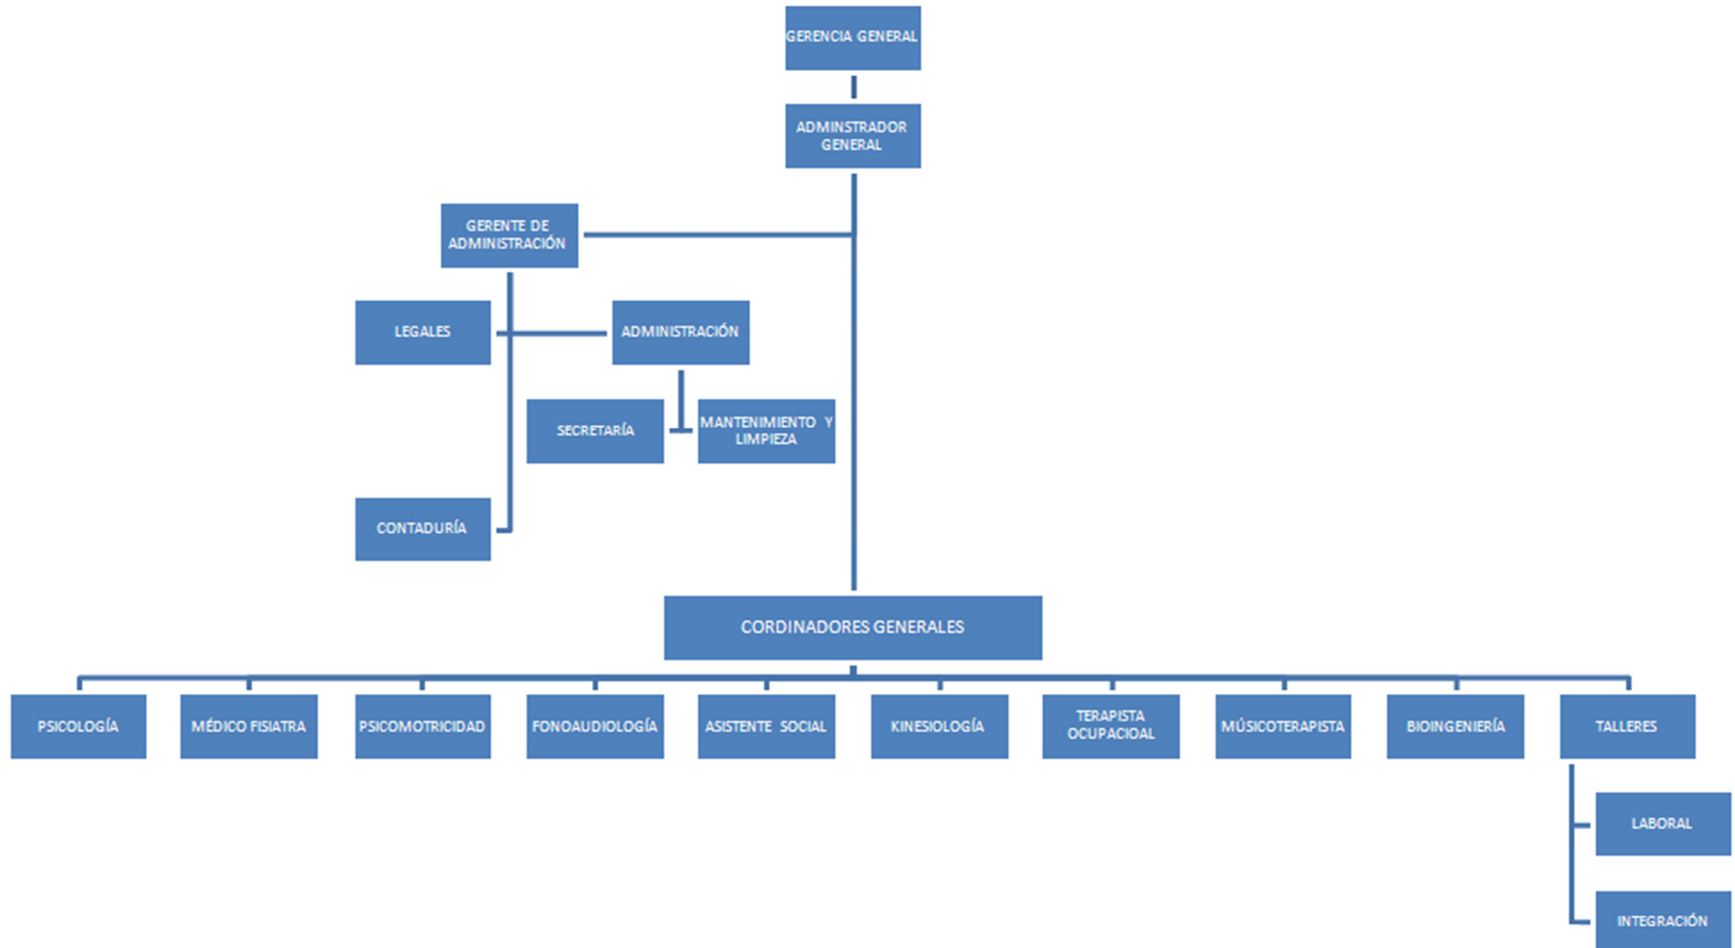 GERENCIA GENERAL
ADMINSTRADOR
GENERAL
GERENTE DE
ADMINISTRACIÓN
LEGALES
ADMINISTRACIÓN
SECRETARÍA
MANTENIMIENTO Y
LIMPIEZA
CONTADURÍA
CORDINADORES GENERALES
PSICOLOGÍA
MÉDICO FISIATRA
PSICOMOTRICIDAD
FONOAUDIOLOGÍA
ASISTENTE SOCIAL
KINESIOLOGÍA
TERAPISTA
OCUPACIOAL
MÚSICOTERAPISTA
BIOINGENIERÍA
TALLERES
LABORAL
INTEGRACIÓN